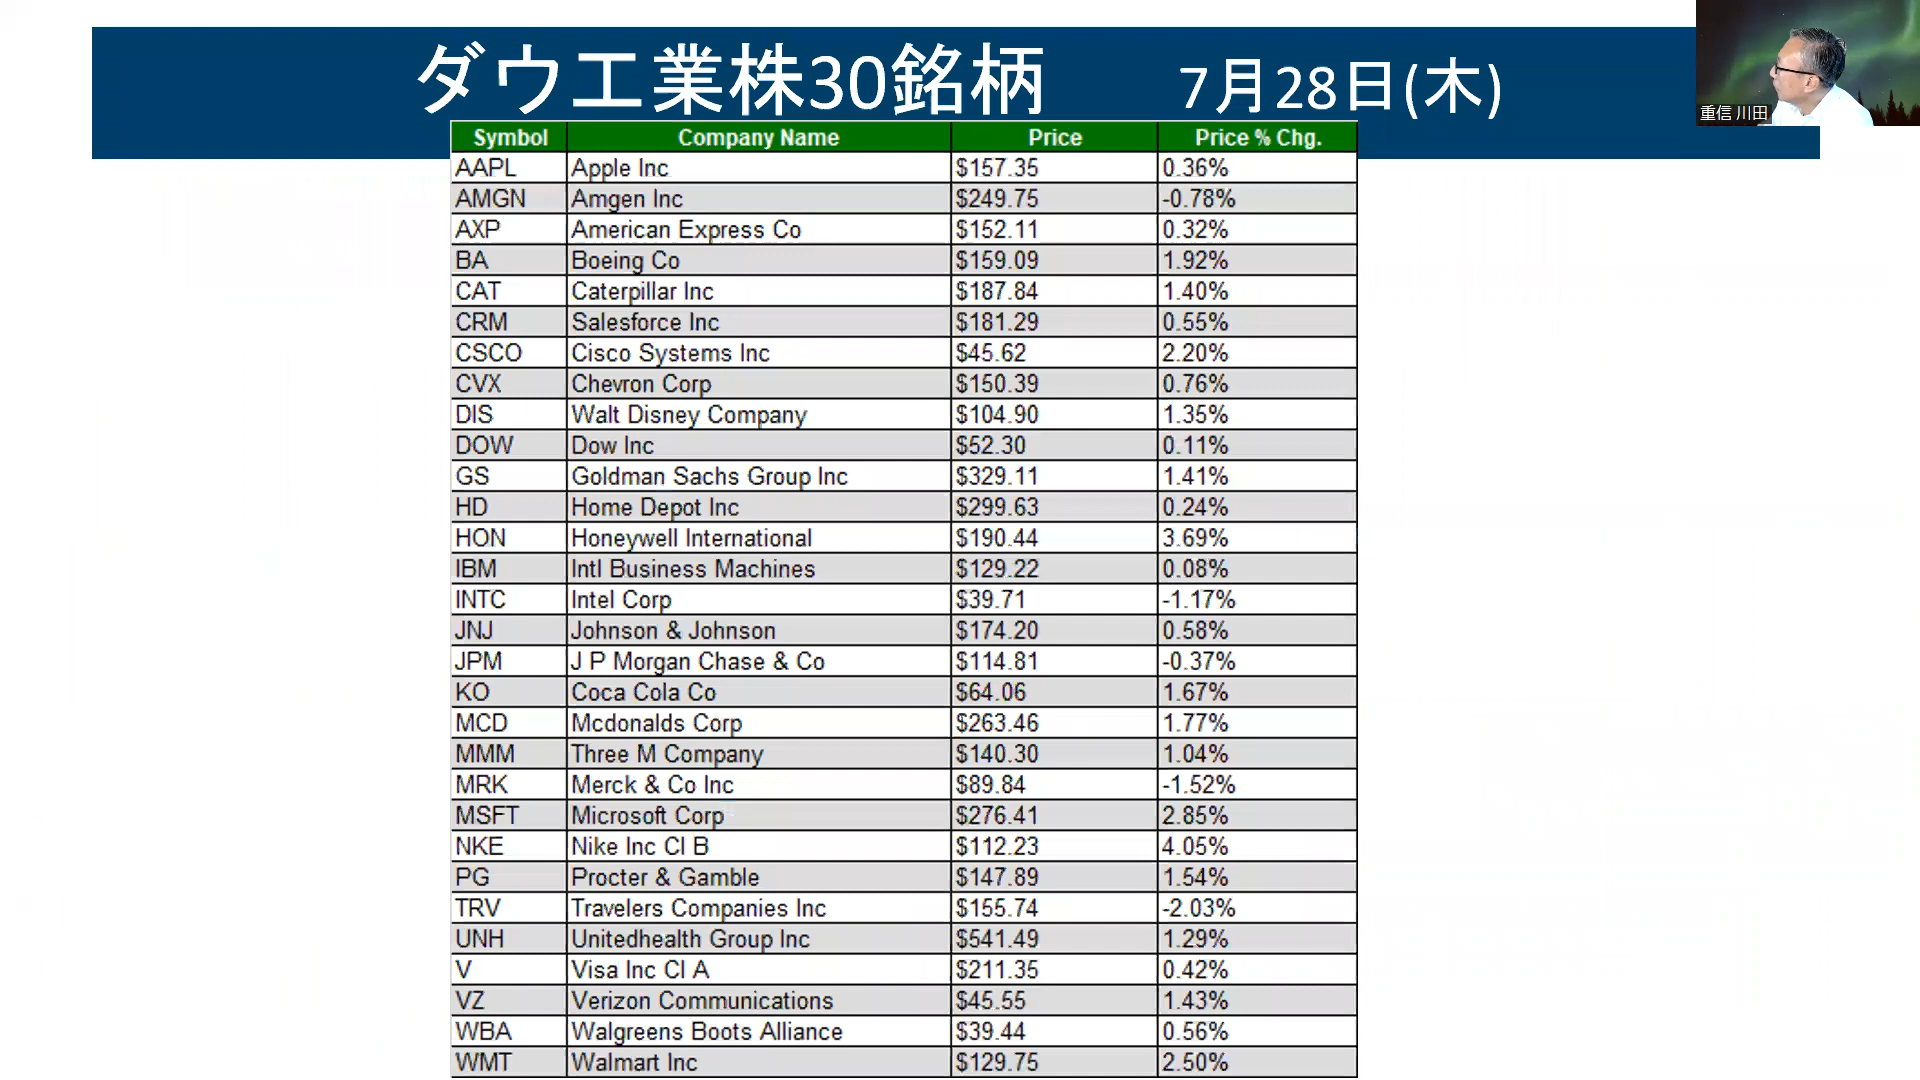 ダウ工業株30銘柄 7月28日(木)
重信 川田
Symbol Company Name Price Price % Chg.
AAPL Apple Inc $157.35 0.36%
AMGN Amgen Inc $249.75 -0.78%
AXP American Express Co $152.11 0.32%
BA Boeing Co $159.09 1.92%
CAT Caterpillar Inc $187.84 1.40%
CRM Salesforce Inc $181.29 0.55%
CSCO Cisco Systems Inc $45.62 2.20%
CVX Chevron Corp $150.39 0.76%
DIS Walt Disney Company $104.90 1.35%
DOW Dow Inc $52.30 0.11%
GS Goldman Sachs Group Inc $329.11 1.41%
HD Home Depot Inc $299.63 0.24%
HON Honeywell International $190.44 3.69%
IBM Intl Business Machines $129.22 0.08%
INTC Intel Corp $39.71 -1.17%
JNJ Johnson & Johnson $174.20 0.58%
JPM J P Morgan Chase & Co $114.81 -0.37%
KO Coca Cola Co $64.06 1.67%
MCD Mcdonalds Corp $263.46 1.77%
MMM Three M Company $140.30 1.04%
MRK Merck & Co Inc $89.84 -1.52%
MSFT Microsoft Corp $276.41 2.85%
NKE Nike Inc Cl B $112.23 4.05%
PG Procter & Gamble $147.89 1.54%
TRV Travelers Companies Inc $155.74 -2.03%
UNH Unitedhealth Group Inc $541.49 1.29%
V Visa Inc Cl A $211.35 0.42%
VZ Verizon Communications $45.55 1.43%
WBA Walgreens Boots Alliance $39.44 0.56%
WMT Walmart Inc $129.75 2.50%